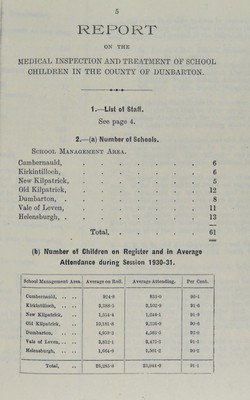 5
REPORT
ON THE
MEDICAL INSPECTION AND TREATMENT OF SCHOOL
CHILDREN IN THE COUNTY OF DUNBARTON.
1.—List of Staff.
See page 4.
2.—(a) Number of Schools.
School Management Area.
Cumbernauld, . . . . . . 6
Kirkintilloch, . . . . . . 6
New Kilpatrick, . . . . . . 5
Old Kilpatrick, . . . . . . 12
Dumbarton, . . . . . . 8
Vale of Leven, . . . . . . 11
Helensburgh, . . . . . . 13
Total, . . . . . 61
(b) Number of Children on Register and in Average
Attendance during Session 1930-31.
School Management Area. Average on Roll. Average Attending. Per Cent.
Cumbernauld,
Kirkintilloch,
New Kilpatrick,
Old Kilpatrick,
Dumbarton,
Vale of Leven,
Helensburgh,
Total,